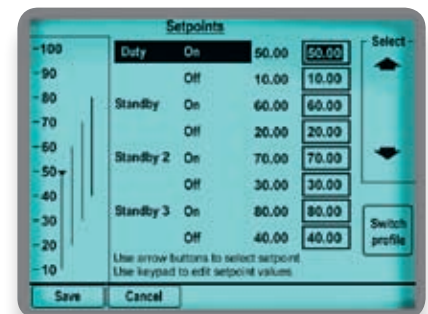 Setpoints
-100
-90
-80
-70
-60
-50
-40
-30
-20
-10
Duty On 50.00 50.00
Off 10.00 10.00
Standby On 60.00 60.00
Off 20.00 20.00
Standby 2 On 70.00 70.00
Off 30.00 30.00
Standby 3 On 80.00 80.00
Off 40.00 40.00
Use arrow buttons to select setpoint
Use keypad to edit setpoint values
Select
Switch
profile
Save Cancel